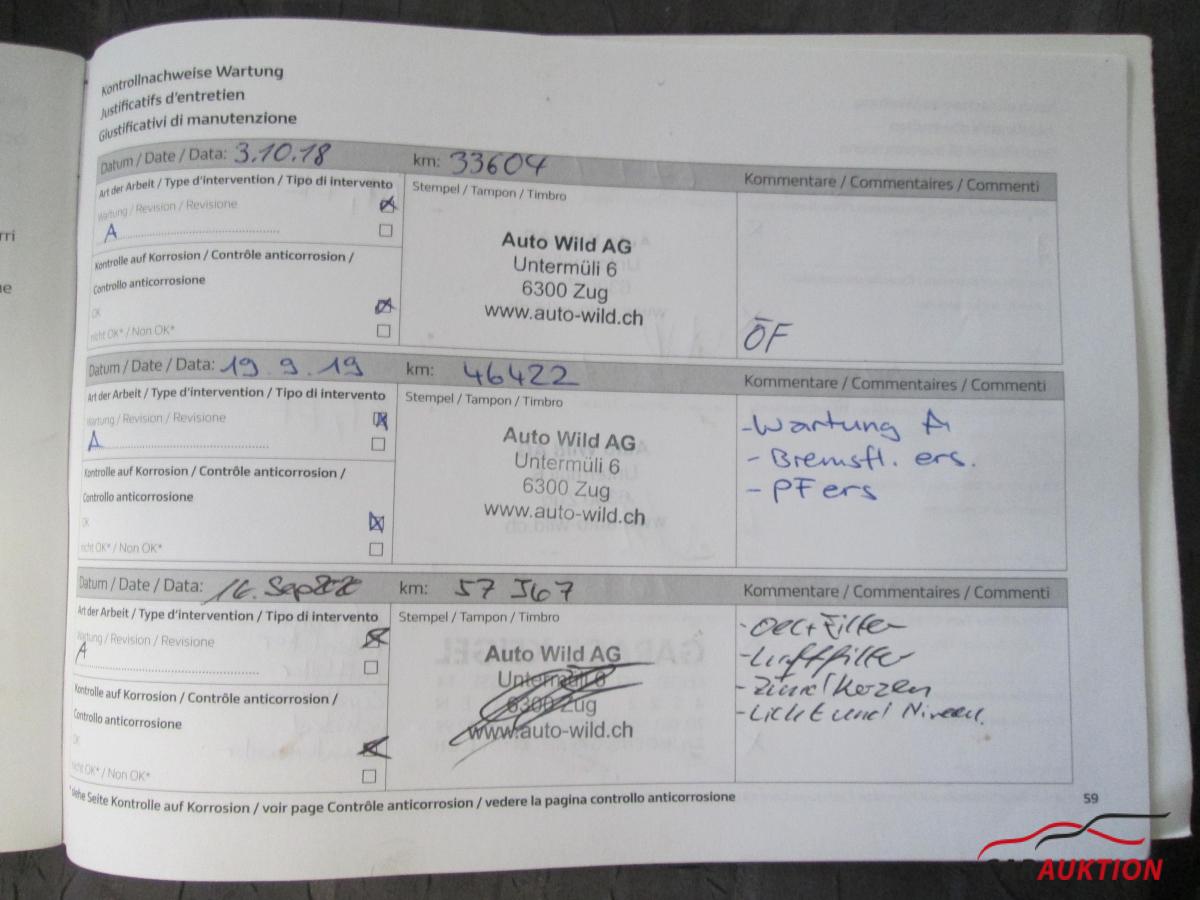 Kontrollnachweise Wartung
Justificatifs d'entretien
Giustificativi di manutenzione
Datum / Date / Data: 3.10.18 km: 33604 Kommentare / Commentaires / Commenti
Art der Arbeit / Type d'intervention / Tipo di intervento
Stempel / Tampon / Timbro
Wartung / Revision / Revisione
A
Kontrolle auf Korrosion / Contrôle anticorrosion /
Controllo anticorrosione
OK
nicht OK* / Non OK*
Auto Wild AG
Untermüli 6
6300 Zug
www.auto-wild.ch
ÖF
Datum / Date / Data: 19.9.19 km: 46422 Kommentare / Commentaires / Commenti
Art der Arbeit / Type d'intervention / Tipo di intervento
Stempel / Tampon / Timbro
Wartung / Revision / Revisione
A
Kontrolle auf Korrosion / Contrôle anticorrosion /
Controllo anticorrosione
OK
nicht OK* / Non OK*
Auto Wild AG
Untermüli 6
6300 Zug
www.auto-wild.ch
- Wartung A
- Bremsfl. ers.
- PF ers
Datum / Date / Data: 16. Sep 2020 km: 57567 Kommentare / Commentaires / Commenti
Art der Arbeit / Type d'intervention / Tipo di intervento
Stempel / Tampon / Timbro
Wartung / Revision / Revisione
A
Kontrolle auf Korrosion / Contrôle anticorrosion /
Controllo anticorrosione
OK
nicht OK* / Non OK*
Auto Wild AG
Untermüli 6
6300 Zug
www.auto-wild.ch
- Oel + Filter
- Luftfilter
- Zündkerzen
- Licht und Niveau.
*siehe Seite Kontrolle auf Korrosion / voir page Contrôle anticorrosion / vedere la pagina controllo anticorrosione
59
CARAUKTION